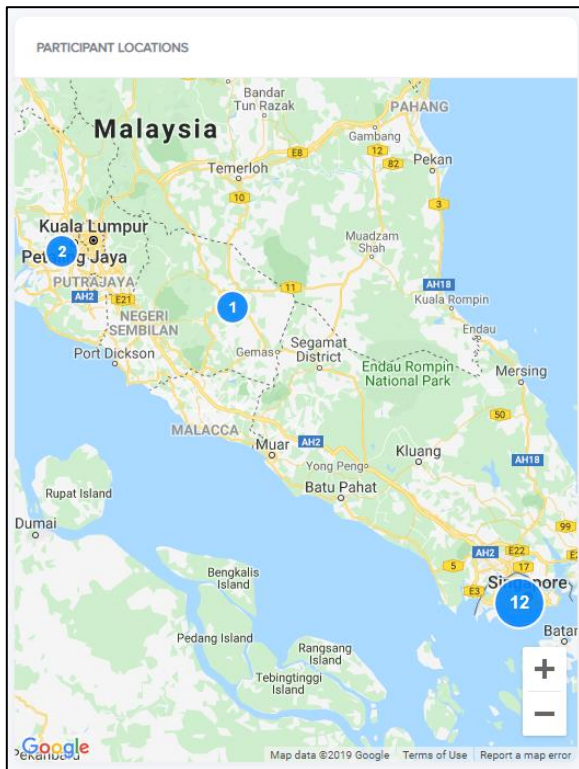 PARTICIPANT LOCATIONS
Bandar
Tun Razak
PAHANG
Malaysia
Gambang
E8
12
82
Temerloh
Pekan
10
3
Kuala Lumpur
2
Muadzam
Shah
PUTRAJAYA
AH2
E21
11
AH18
1
Kuala Rompin
NEGERI
SEMBILAN
Endau
Port Dickson
Gemas
Segamat
District
Endau Rompin
National Park
Mersing
50
MALACCA
Muar
AH2
Kluang
AH18
Yong Peng
Batu Pahat
Rupat Island
Dumai
99
AH2
E22
5
17
Bengkalis
Island
E3
12
Pedang Island
Rangsang
Island
Tebingtinggi
Island
+
−
Google
Map data ©2019 Google
Terms of Use
Report a map error